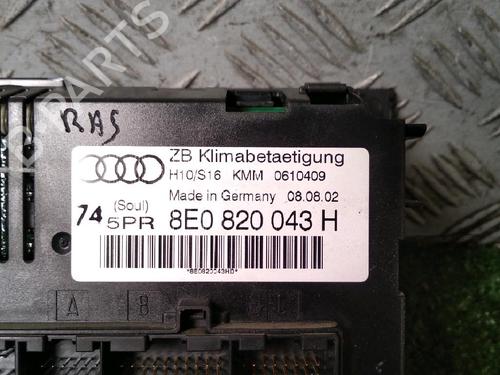 RAS
ZB Klimabetaetigung
H10/S16 KMM 0610409
Made in Germany 08.08.02
(Soul)
74 5PR 8E0 820 043 H
*8E0820043H0*
A B C